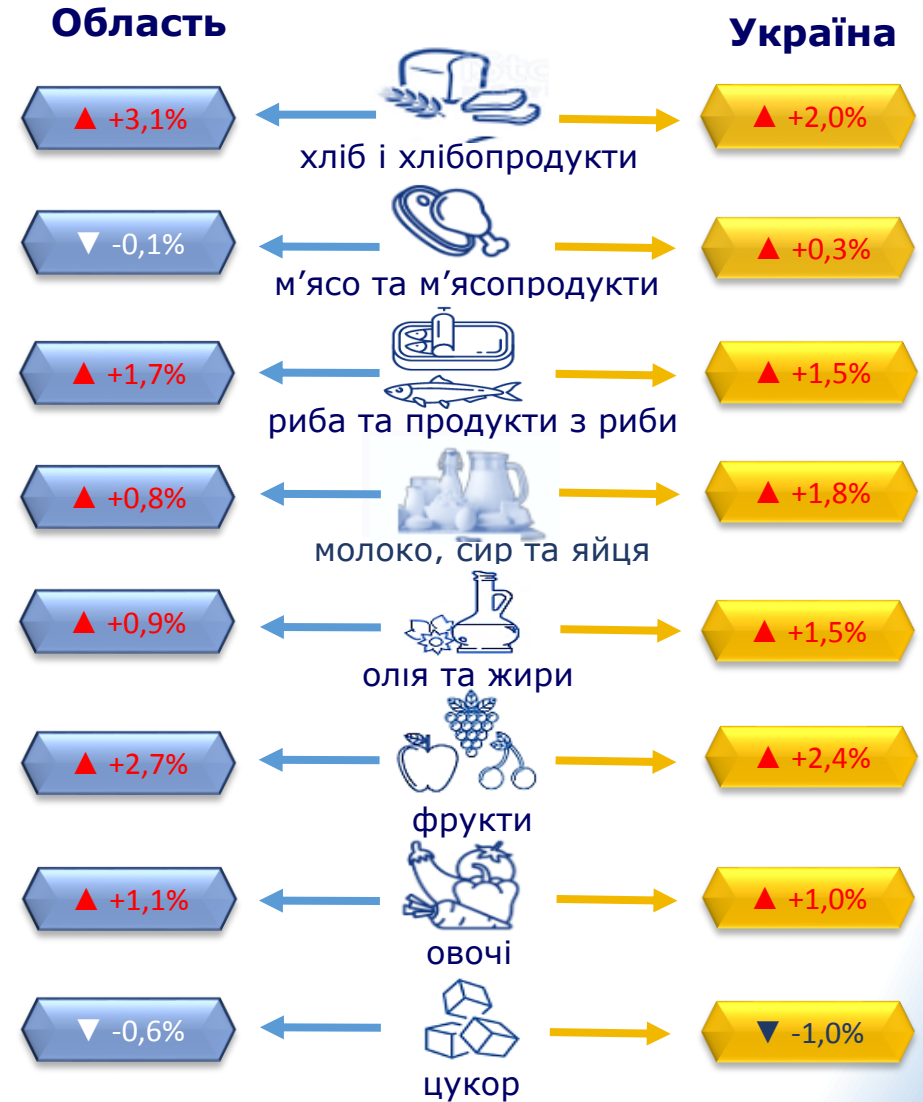 Область
Україна
▲ +3,1%
▲ +2,0%
хліб і хлібопродукти
▼ -0,1%
▲ +0,3%
м’ясо та м’ясопродукти
▲ +1,7%
▲ +1,5%
риба та продукти з риби
▲ +0,8%
▲ +1,8%
молоко, сир та яйця
▲ +0,9%
▲ +1,5%
олія та жири
▲ +2,7%
▲ +2,4%
фрукти
▲ +1,1%
▲ +1,0%
овочі
▼ -0,6%
▼ -1,0%
цукор